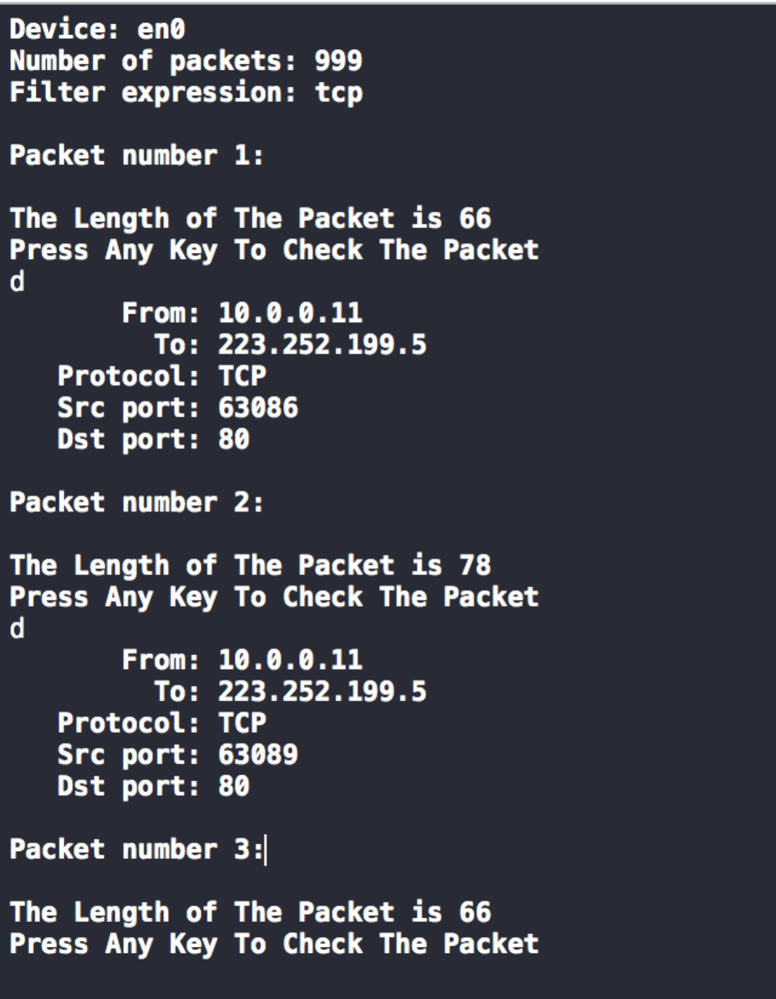 Device: en0
Number of packets: 999
Filter expression: tcp
Packet number 1:
The Length of The Packet is 66
Press Any Key To Check The Packet
d
From: 10.0.0.11
To: 223.252.199.5
Protocol: TCP
Src port: 63086
Dst port: 80
Packet number 2:
The Length of The Packet is 78
Press Any Key To Check The Packet
d
From: 10.0.0.11
To: 223.252.199.5
Protocol: TCP
Src port: 63089
Dst port: 80
Packet number 3:
The Length of The Packet is 66
Press Any Key To Check The Packet